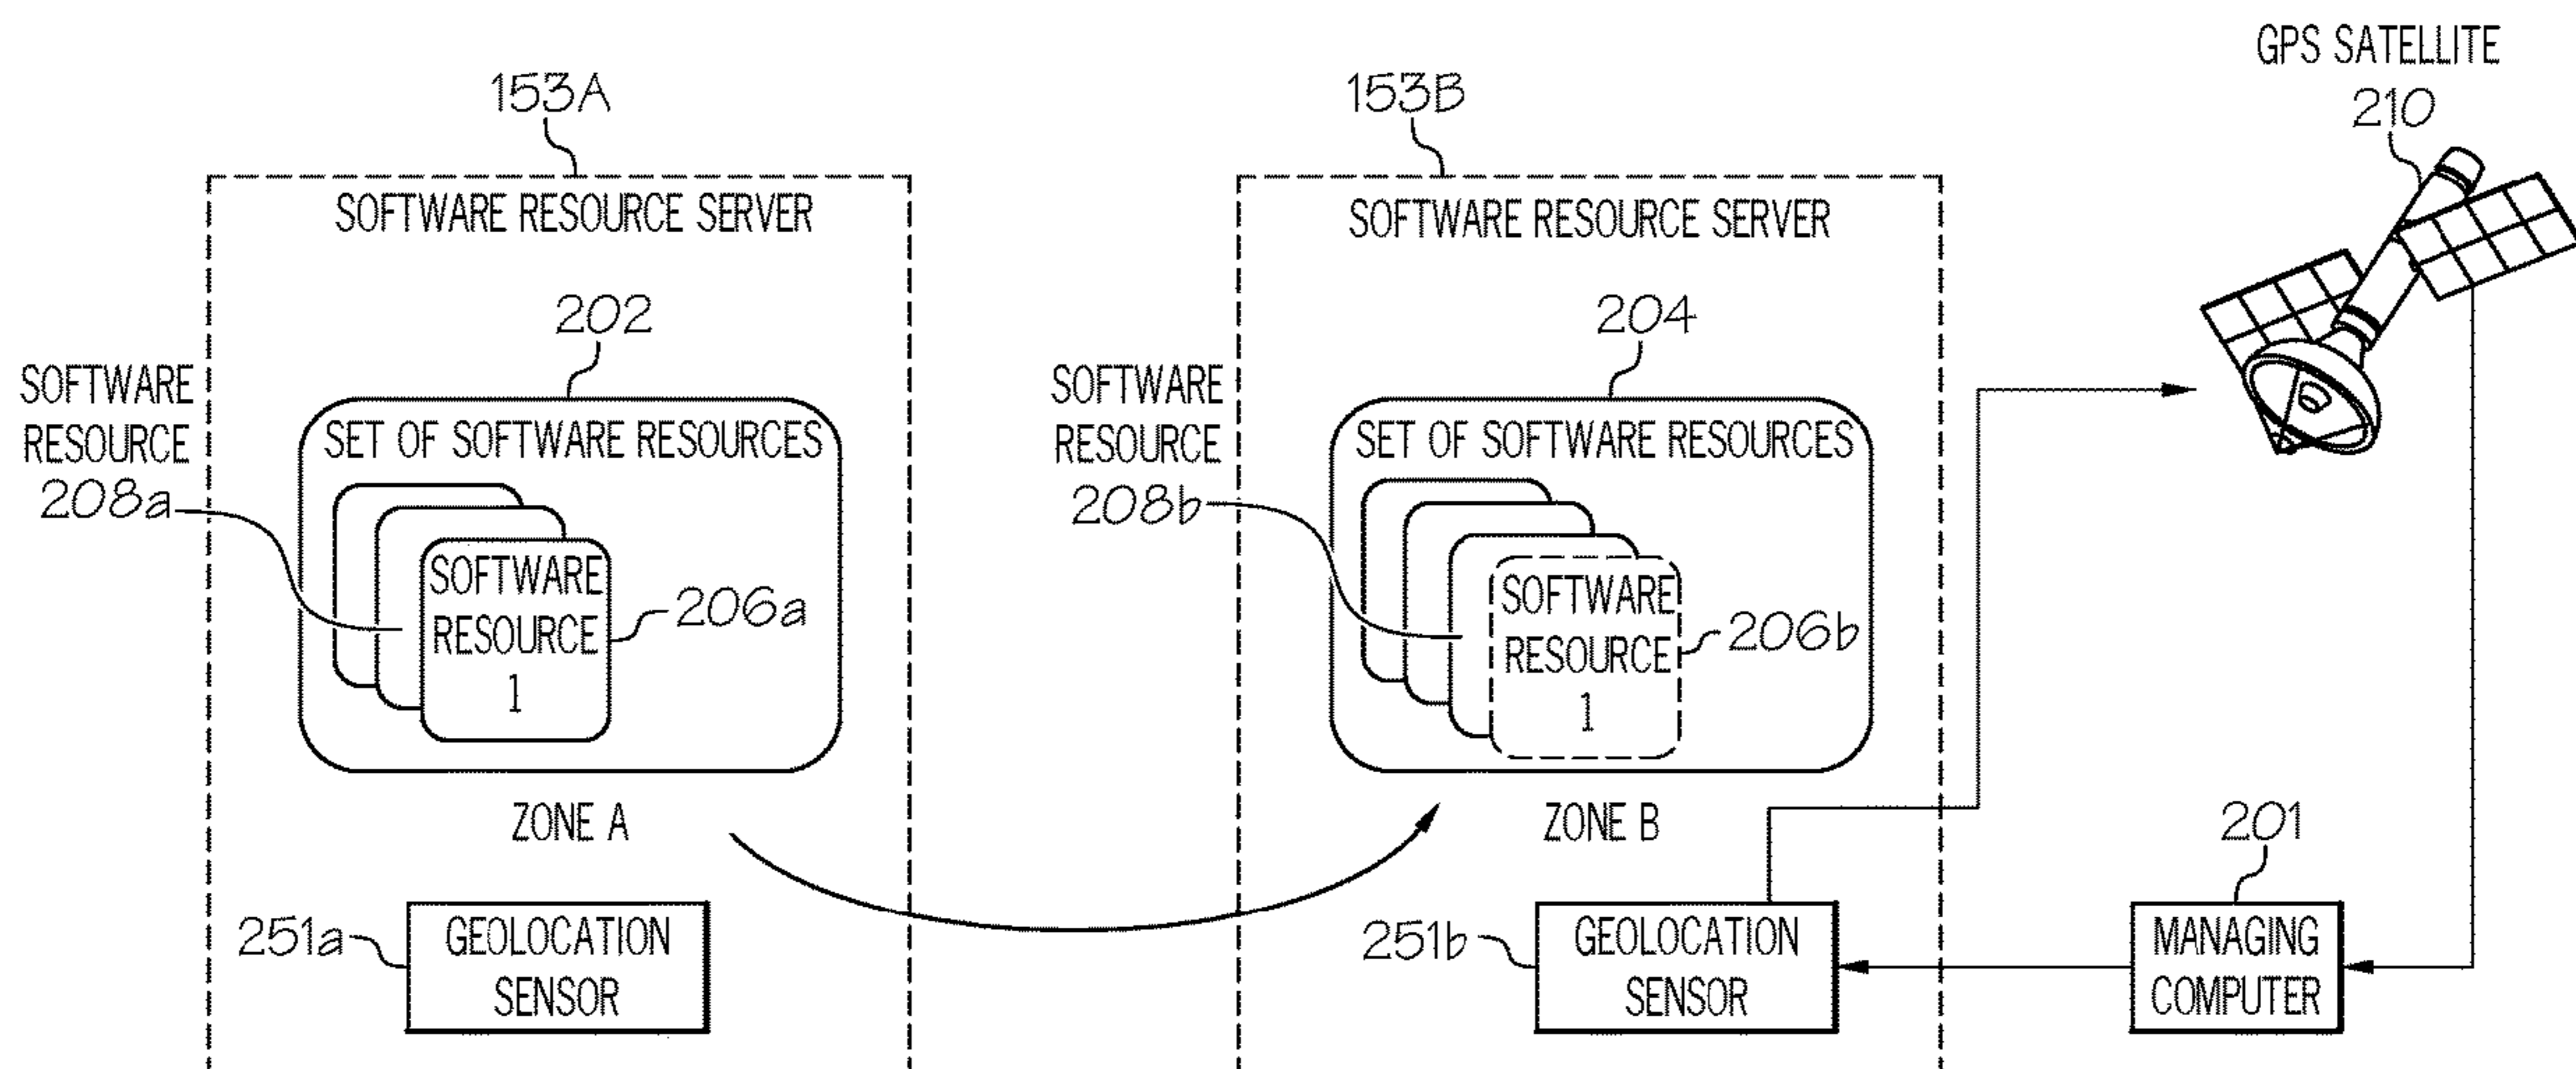 GPS SATELLITE
210
153A
153B
SOFTWARE RESOURCE SERVER
SOFTWARE RESOURCE SERVER
202
204
SOFTWARE
RESOURCE
208a
SET OF SOFTWARE RESOURCES
SOFTWARE
RESOURCE
1
206a
SOFTWARE
RESOURCE
208b
SET OF SOFTWARE RESOURCES
SOFTWARE
RESOURCE
1
206b
ZONE A
ZONE B
201
251a
GEOLOCATION
SENSOR
251b
GEOLOCATION
SENSOR
MANAGING
COMPUTER